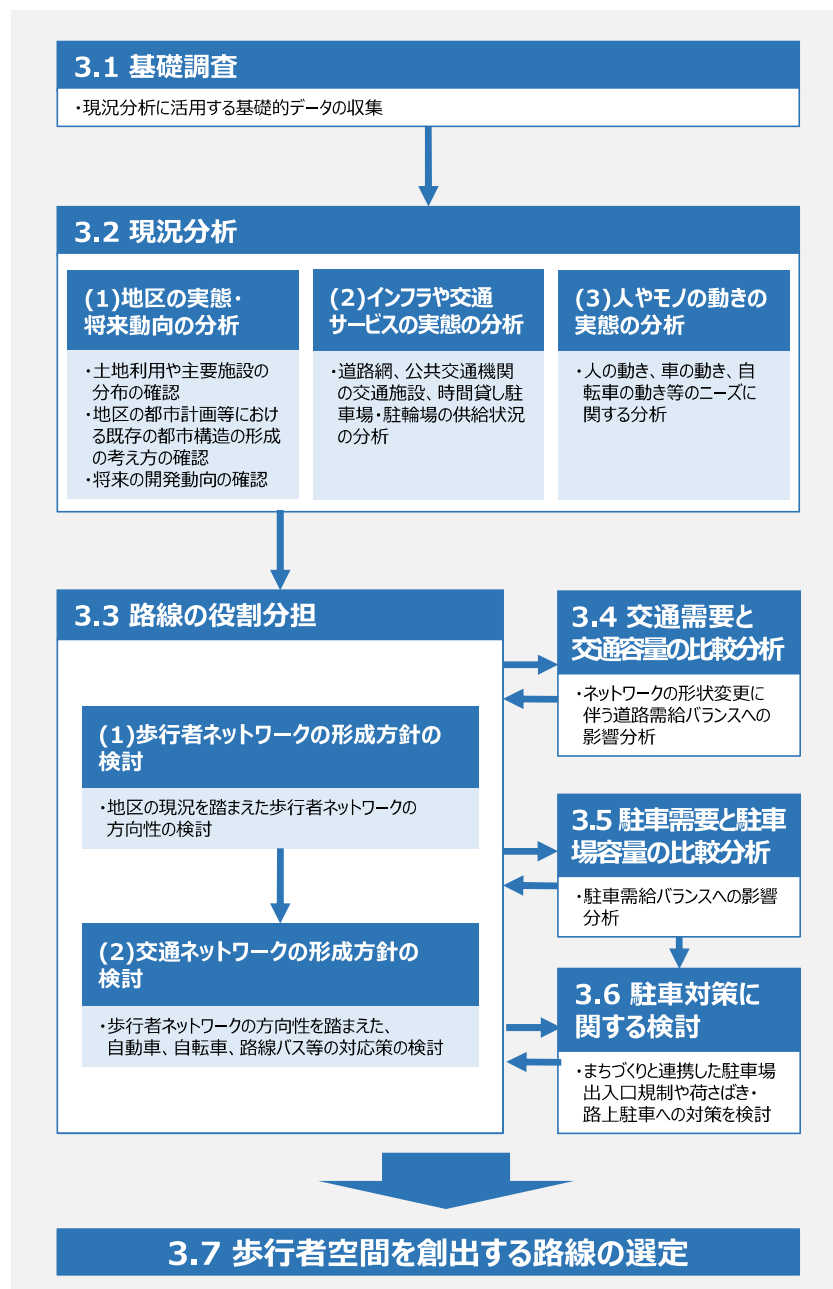 3.1 基礎調査
・現況分析に活用する基礎的データの収集
3.2 現況分析
(1)地区の実態・
将来動向の分析
・土地利用や主要施設の
分布の確認
・地区の都市計画等におけ
る既存の都市構造の形成
の考え方の確認
・将来の開発動向の確認
(2)インフラや交通
サービスの実態の分析
・道路網、公共交通機関
の交通施設、時間貸し駐
車場・駐輪場の供給状況
の分析
(3)人やモノの動きの
実態の分析
・人の動き、車の動き、自
転車の動き等のニーズに
関する分析
3.3 路線の役割分担
(1)歩行者ネットワークの形成方針の
検討
・地区の現況を踏まえた歩行者ネットワークの
方向性の検討
(2)交通ネットワークの形成方針の
検討
・歩行者ネットワークの方向性を踏まえた、
自動車、自転車、路線バス等の対応策の検討
3.4 交通需要と
交通容量の比較分析
・ネットワークの形状変更に
伴う道路需給バランスへの
影響分析
3.5 駐車需要と駐車
場容量の比較分析
・駐車需給バランスへの影響
分析
3.6 駐車対策に
関する検討
・まちづくりと連携した駐車場
出入口規制や荷さばき・
路上駐車への対策を検討
3.7 歩行者空間を創出する路線の選定